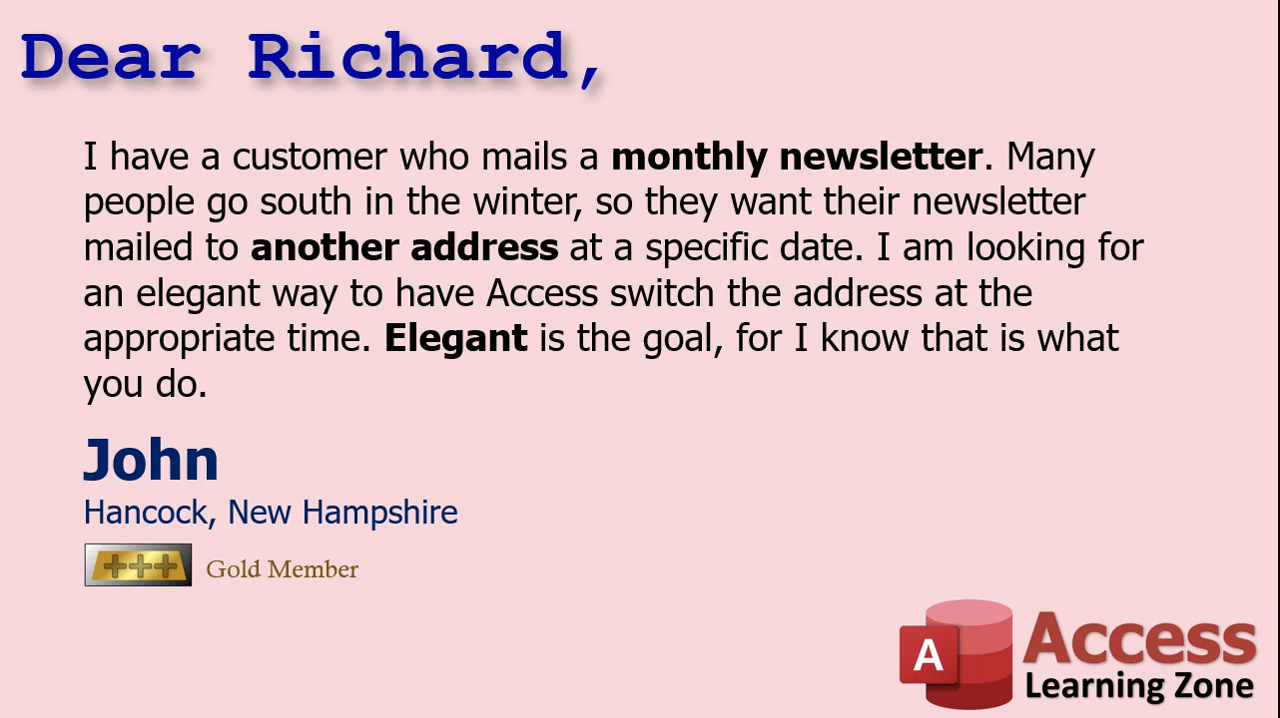 Dear Richard,
I have a customer who mails a monthly newsletter. Many
people go south in the winter, so they want their newsletter
mailed to another address at a specific date. I am looking for
an elegant way to have Access switch the address at the
appropriate time. Elegant is the goal, for I know that is what
you do.
John
Hancock, New Hampshire
+++ Gold Member
A Access
Learning Zone